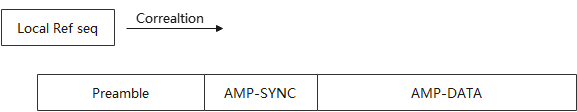 Local Ref seq
Correaltion
Preamble
AMP-SYNC
AMP-DATA